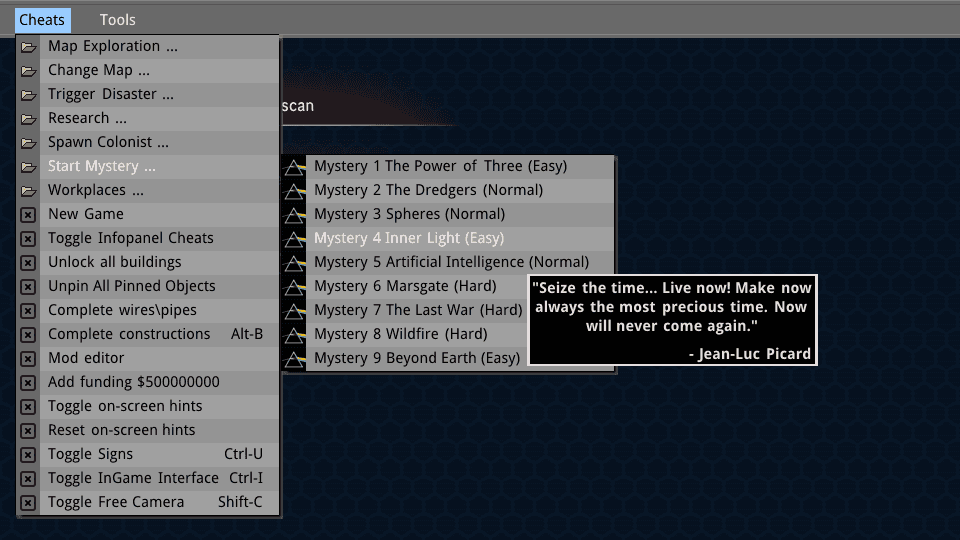 Cheats Tools
Map Exploration ...
Change Map ...
Trigger Disaster ...
scan
Research ...
Spawn Colonist ...
Start Mystery ...
Workplaces ...
New Game
Toggle Infopanel Cheats
Unlock all buildings
Unpin All Pinned Objects
Complete wires\pipes
Complete constructions Alt-B
Mod editor
Add funding $500000000
Toggle on-screen hints
Reset on-screen hints
Toggle Signs Ctrl-U
Toggle InGame Interface Ctrl-I
Toggle Free Camera Shift-C
Mystery 1 The Power of Three (Easy)
Mystery 2 The Dredgers (Normal)
Mystery 3 Spheres (Normal)
Mystery 4 Inner Light (Easy)
Mystery 5 Artificial Intelligence (Normal)
Mystery 6 Marsgate (Hard)
Mystery 7 The Last War (Hard)
Mystery 8 Wildfire (Hard)
Mystery 9 Beyond Earth (Easy)
"Seize the time... Live now! Make now
always the most precious time. Now
will never come again."
- Jean-Luc Picard